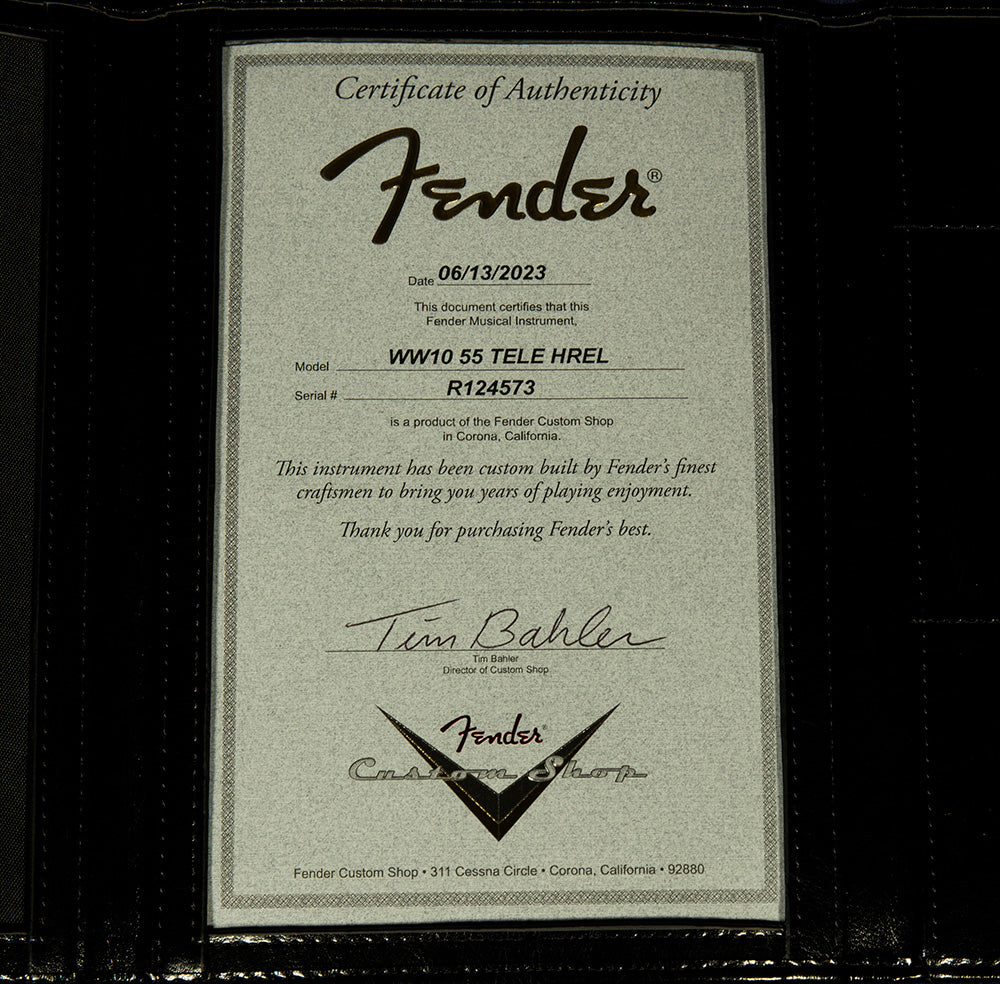 Certificate of Authenticity
Fender®
Date 06/13/2023
This document certifies that this
Fender Musical Instrument,
Model WW10 55 TELE HREL
Serial # R124573
is a product of the Fender Custom Shop
in Corona, California.
This instrument has been custom built by Fender's finest
craftsmen to bring you years of playing enjoyment.
Thank you for purchasing Fender's best.
Tim Bahler
Tim Bahler
Director of Custom Shop
Fender®
Custom Shop
Fender Custom Shop • 311 Cessna Circle • Corona, California • 92880